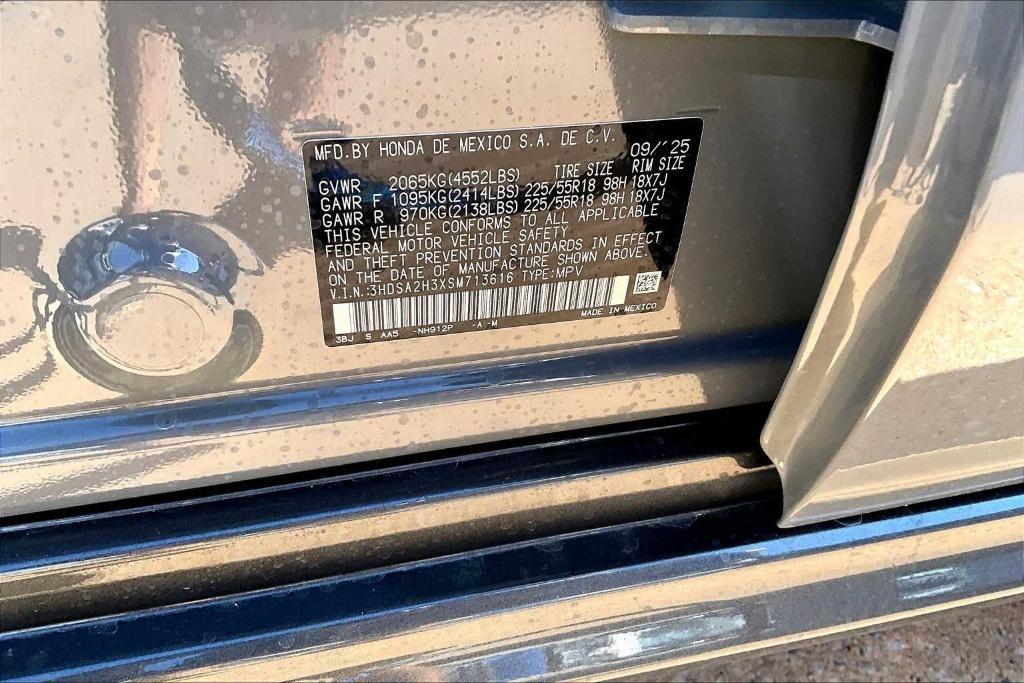 MFD.BY HONDA DE MEXICO S.A. DE C.V. 09/'25
GVWR 2065KG(4552LBS) TIRE SIZE RIM SIZE
GAWR F 1095KG(2414LBS) 225/55R18 98H 18X7J
GAWR R 970KG(2138LBS) 225/55R18 98H 18X7J
THIS VEHICLE CONFORMS TO ALL APPLICABLE
FEDERAL MOTOR VEHICLE SAFETY
AND THEFT PREVENTION STANDARDS IN EFFECT
ON THE DATE OF MANUFACTURE SHOWN ABOVE.
V.I.N.:3HDSA2H3XSM713616 TYPE:MPV
3BJ S AA5 -NH912P -A -M MADE IN MEXICO